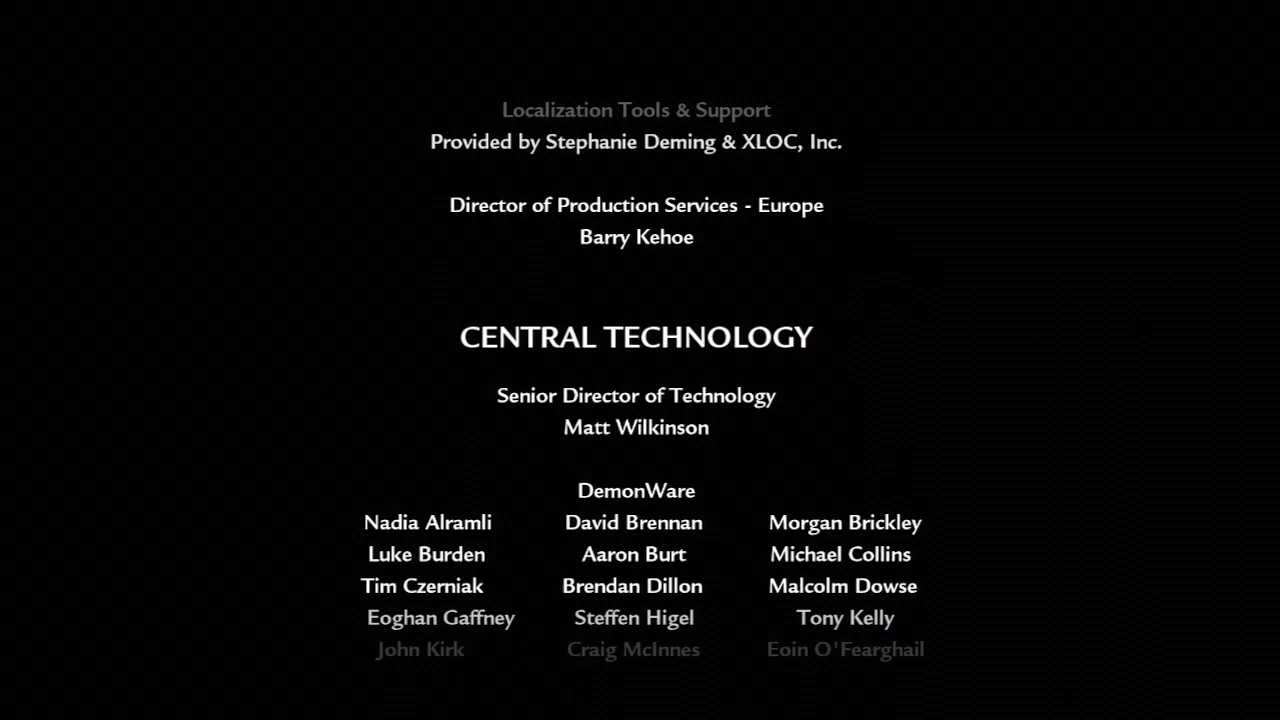 Localization Tools & Support
Provided by Stephanie Deming & XLOC, Inc.
Director of Production Services - Europe
Barry Kehoe
CENTRAL TECHNOLOGY
Senior Director of Technology
Matt Wilkinson
DemonWare
Nadia Alramli David Brennan Morgan Brickley
Luke Burden Aaron Burt Michael Collins
Tim Czerniak Brendan Dillon Malcolm Dowse
Eoghan Gaffney Steffen Higel Tony Kelly
John Kirk Craig McInnes Eoin O'Fearghail